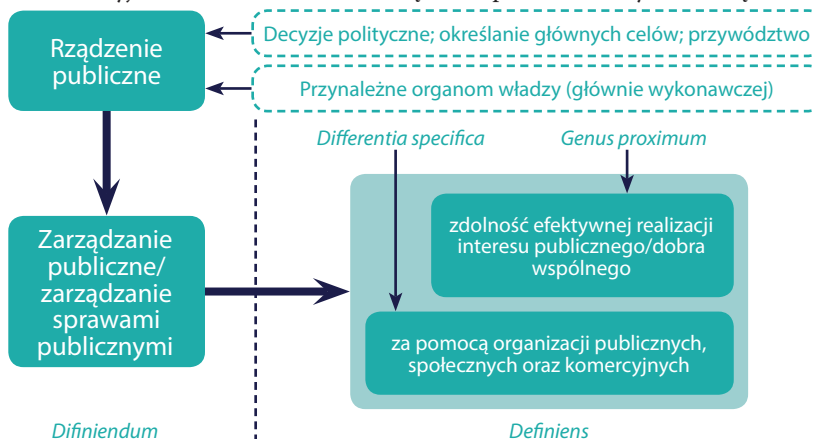 Rządzenie
publiczne
Decyzje polityczne; określanie głównych celów; przywództwo
Przynależne organom władzy (głównie wykonawczej)
Differentia specifica
Genus proximum
zdolność efektywnej realizacji
interesu publicznego/dobra
wspólnego
Zarządzanie
publiczne/
zarządzanie
sprawami
publicznymi
za pomocą organizacji publicznych,
społecznych oraz komercyjnych
Difiniendum
Definiens